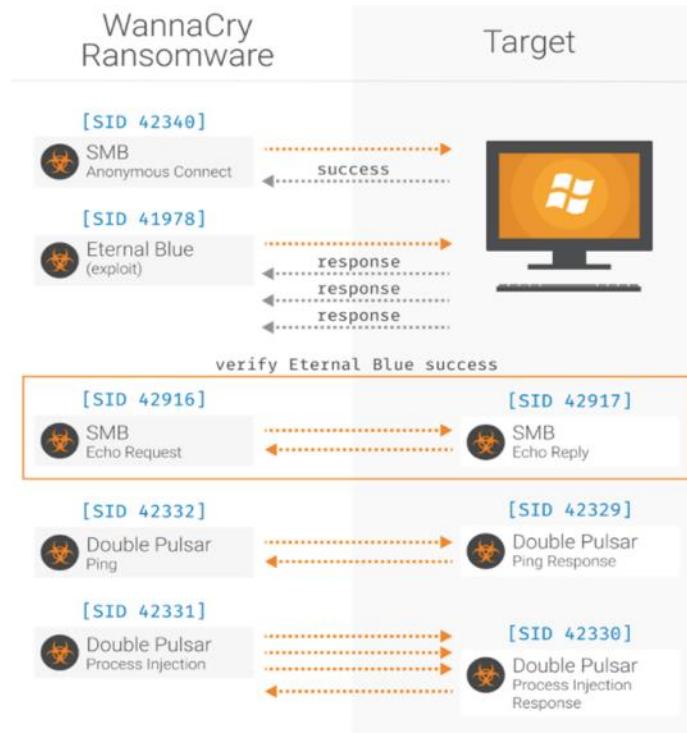 WannaCry
Ransomware
Target
[SID 42340]
SMB
Anonymous Connect
success
[SID 41978]
Eternal Blue
(exploit)
response
response
response
verify Eternal Blue success
[SID 42916]
SMB
Echo Request
[SID 42917]
SMB
Echo Reply
[SID 42332]
Double Pulsar
Ping
[SID 42329]
Double Pulsar
Ping Response
[SID 42331]
Double Pulsar
Process Injection
[SID 42330]
Double Pulsar
Process Injection
Response